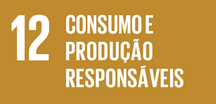 12 CONSUMO E
PRODUÇÃO
RESPONSÁVEIS